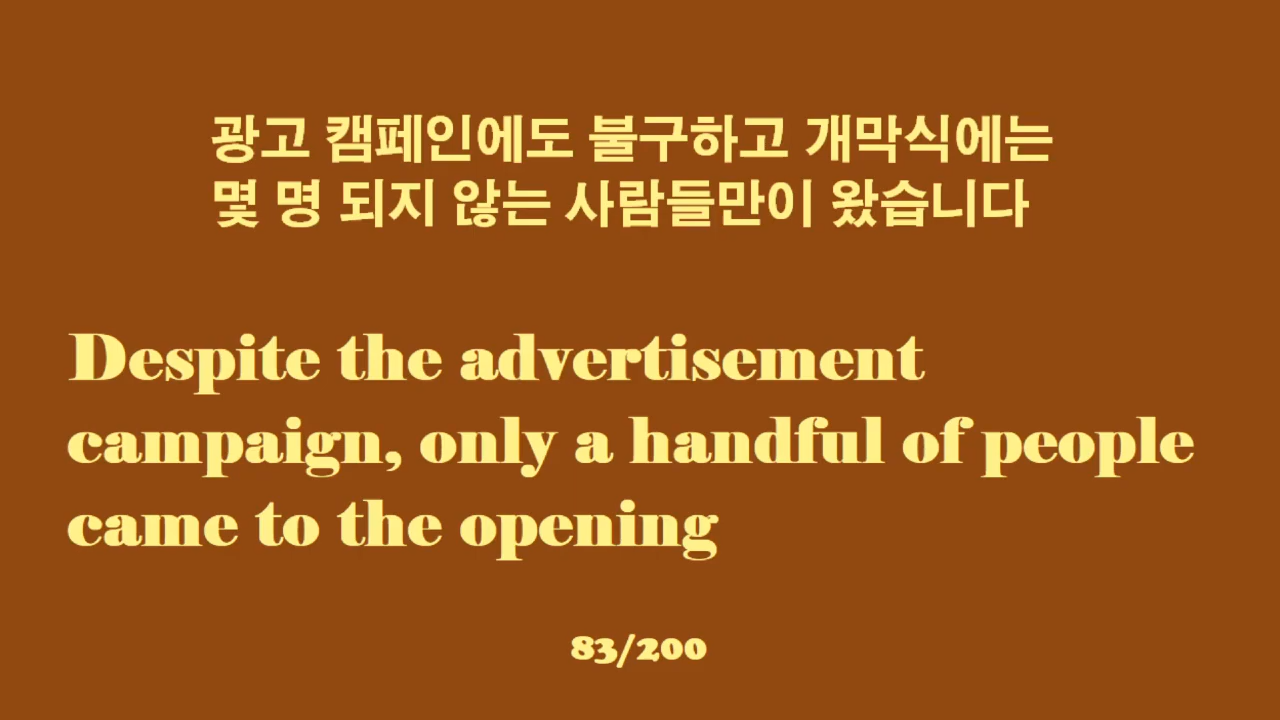 광고 캠페인에도 불구하고 개막식에는
몇 명 되지 않는 사람들만이 왔습니다
Despite the advertisement
campaign, only a handful of people
came to the opening
83/200